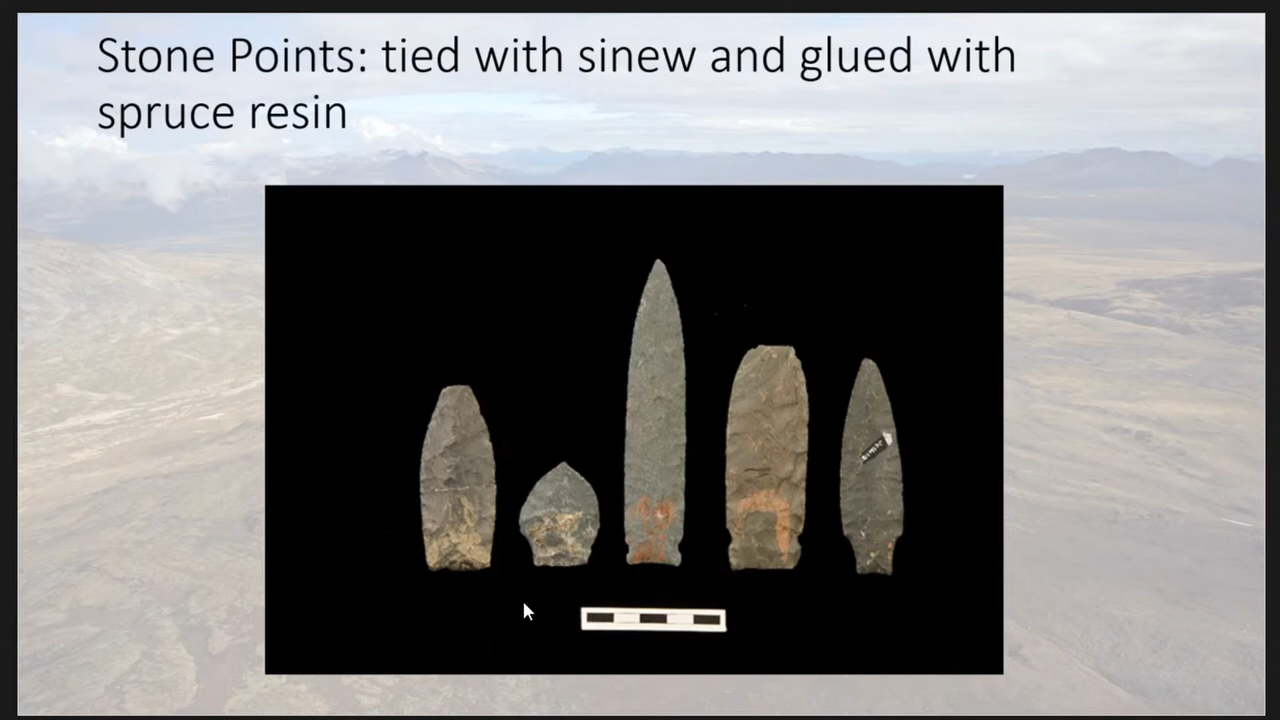 Stone Points: tied with sinew and glued with
spruce resin